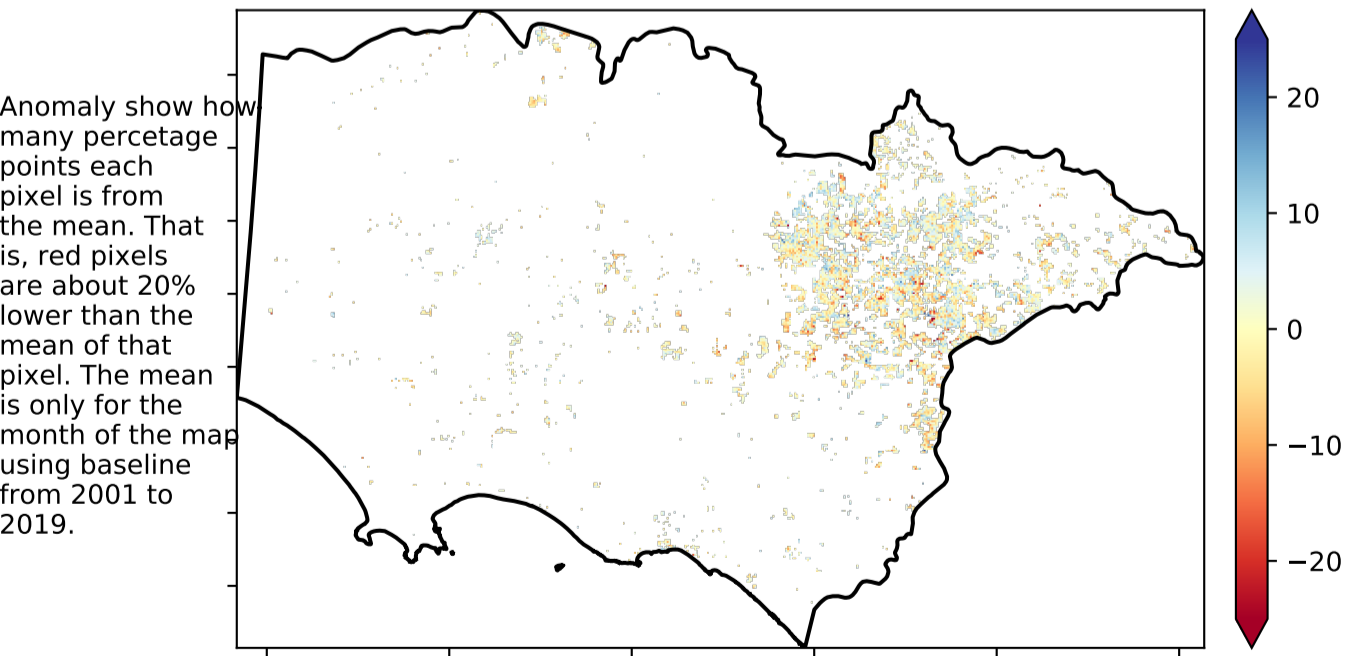 Anomaly show how
many percetage
points each
pixel is from
the mean. That
is, red pixels
are about 20%
lower than the
mean of that
pixel. The mean
is only for the
month of the map
using baseline
from 2001 to
2019.
20
10
0
−10
−20